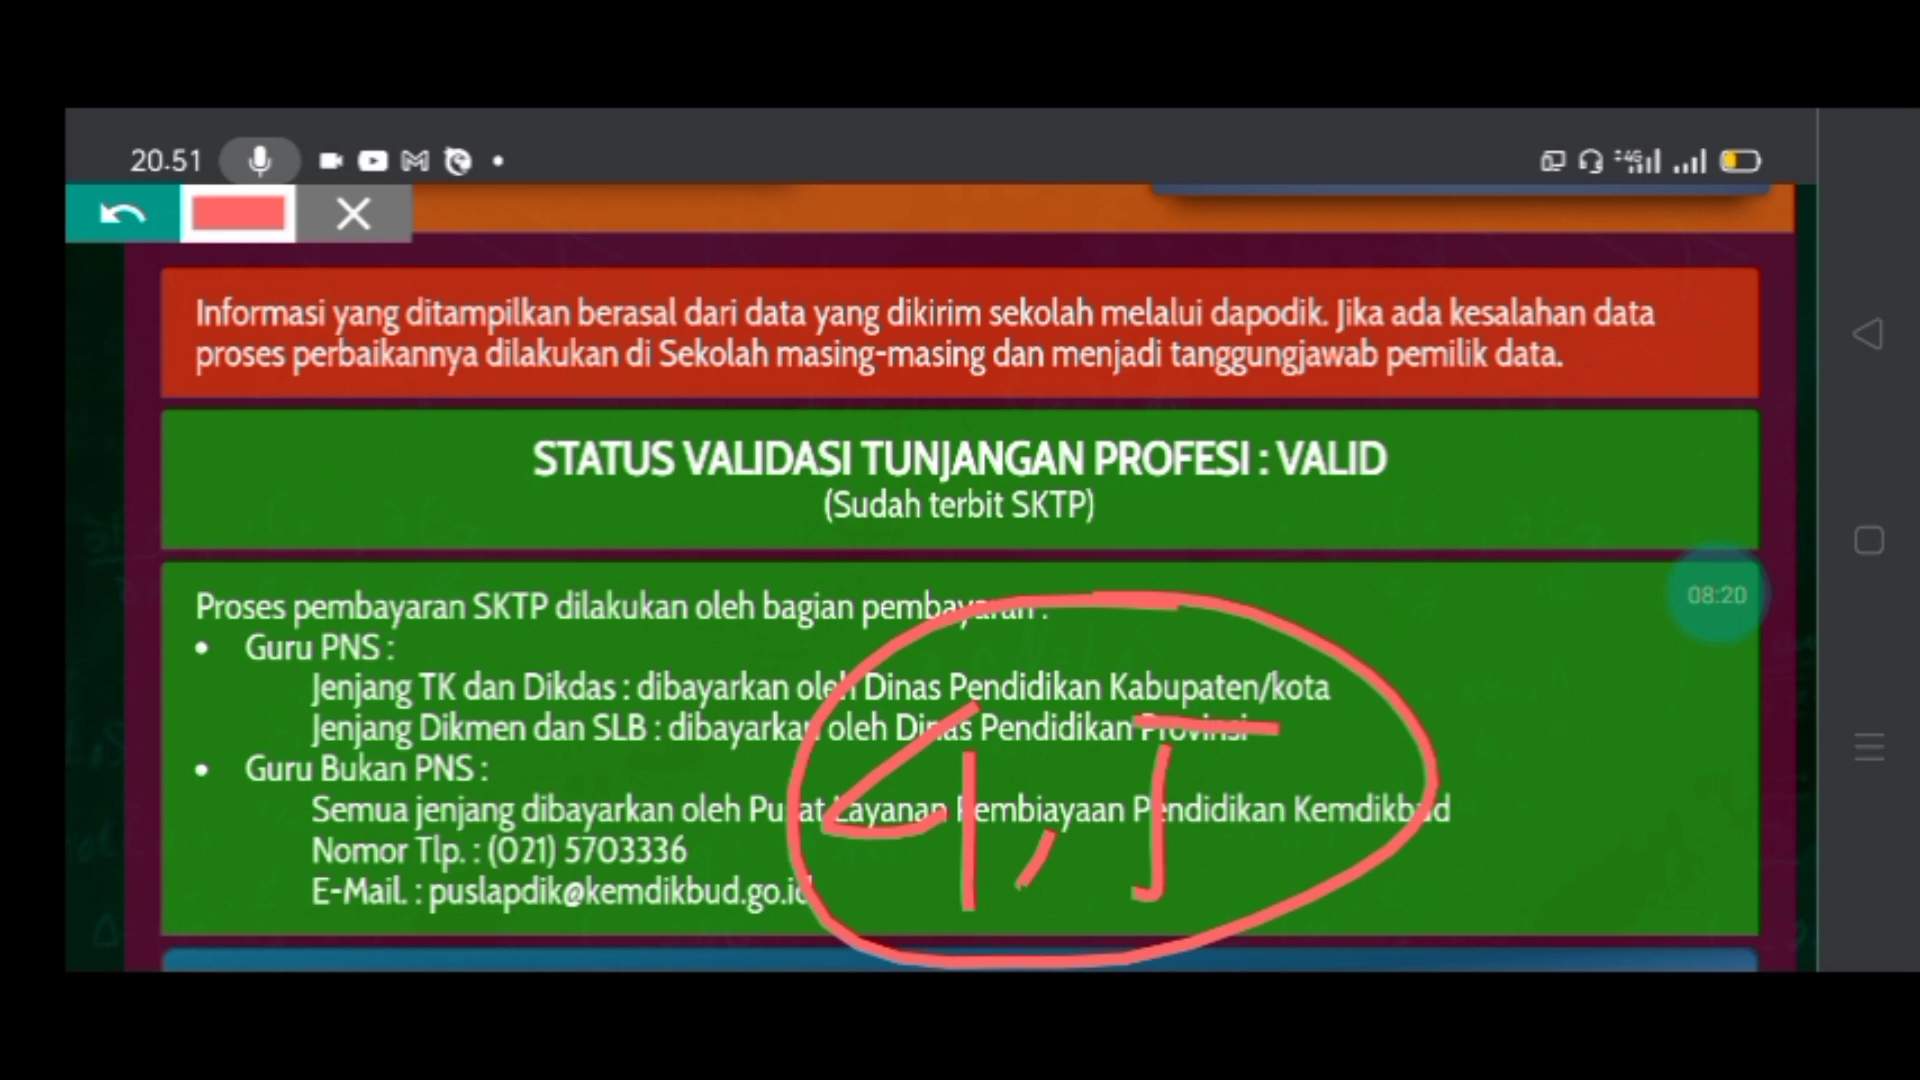 20.51
Informasi yang ditampilkan berasal dari data yang dikirim sekolah melalui dapodik. Jika ada kesalahan data
proses perbaikannya dilakukan di Sekolah masing-masing dan menjadi tanggungjawab pemilik data.
STATUS VALIDASI TUNJANGAN PROFESI : VALID
(Sudah terbit SKTP)
08:20
Proses pembayaran SKTP dilakukan oleh bagian pembayaran :
• Guru PNS :
Jenjang TK dan Dikdas : dibayarkan oleh Dinas Pendidikan Kabupaten/kota
Jenjang Dikmen dan SLB : dibayarkan oleh Dinas Pendidikan Provinsi
• Guru Bukan PNS :
Semua jenjang dibayarkan oleh Pusat Layanan Pembiayaan Pendidikan Kemdikbud
Nomor Tlp. : (021) 5703336
E-Mail. : puslapdik@kemdikbud.go.id
4,5